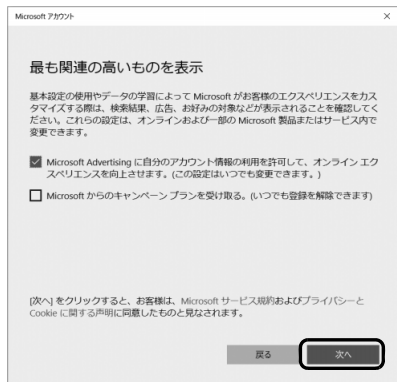 Microsoft アカウント
最も関連の高いものを表示
基本設定の使用やデータの学習によって Microsoft がお客様のエクスペリエンスをカス
タマイズする際は、検索結果、広告、お好みの対象などが表示されることを確認してく
ださい。これらの設定は、オンラインおよび一部の Microsoft 製品またはサービス内で
変更できます。
Microsoft Advertising に自分のアカウント情報の利用を許可して、オンライン エク
スペリエンスを向上させます。(この設定はいつでも変更できます。)
Microsoft からのキャンペーン プランを受け取る。(いつでも登録を解除できます)
[次へ] をクリックすると、お客様は、Microsoft サービス規約およびプライバシーと
Cookie に関する声明に同意したものと見なされます。
戻る 次へ